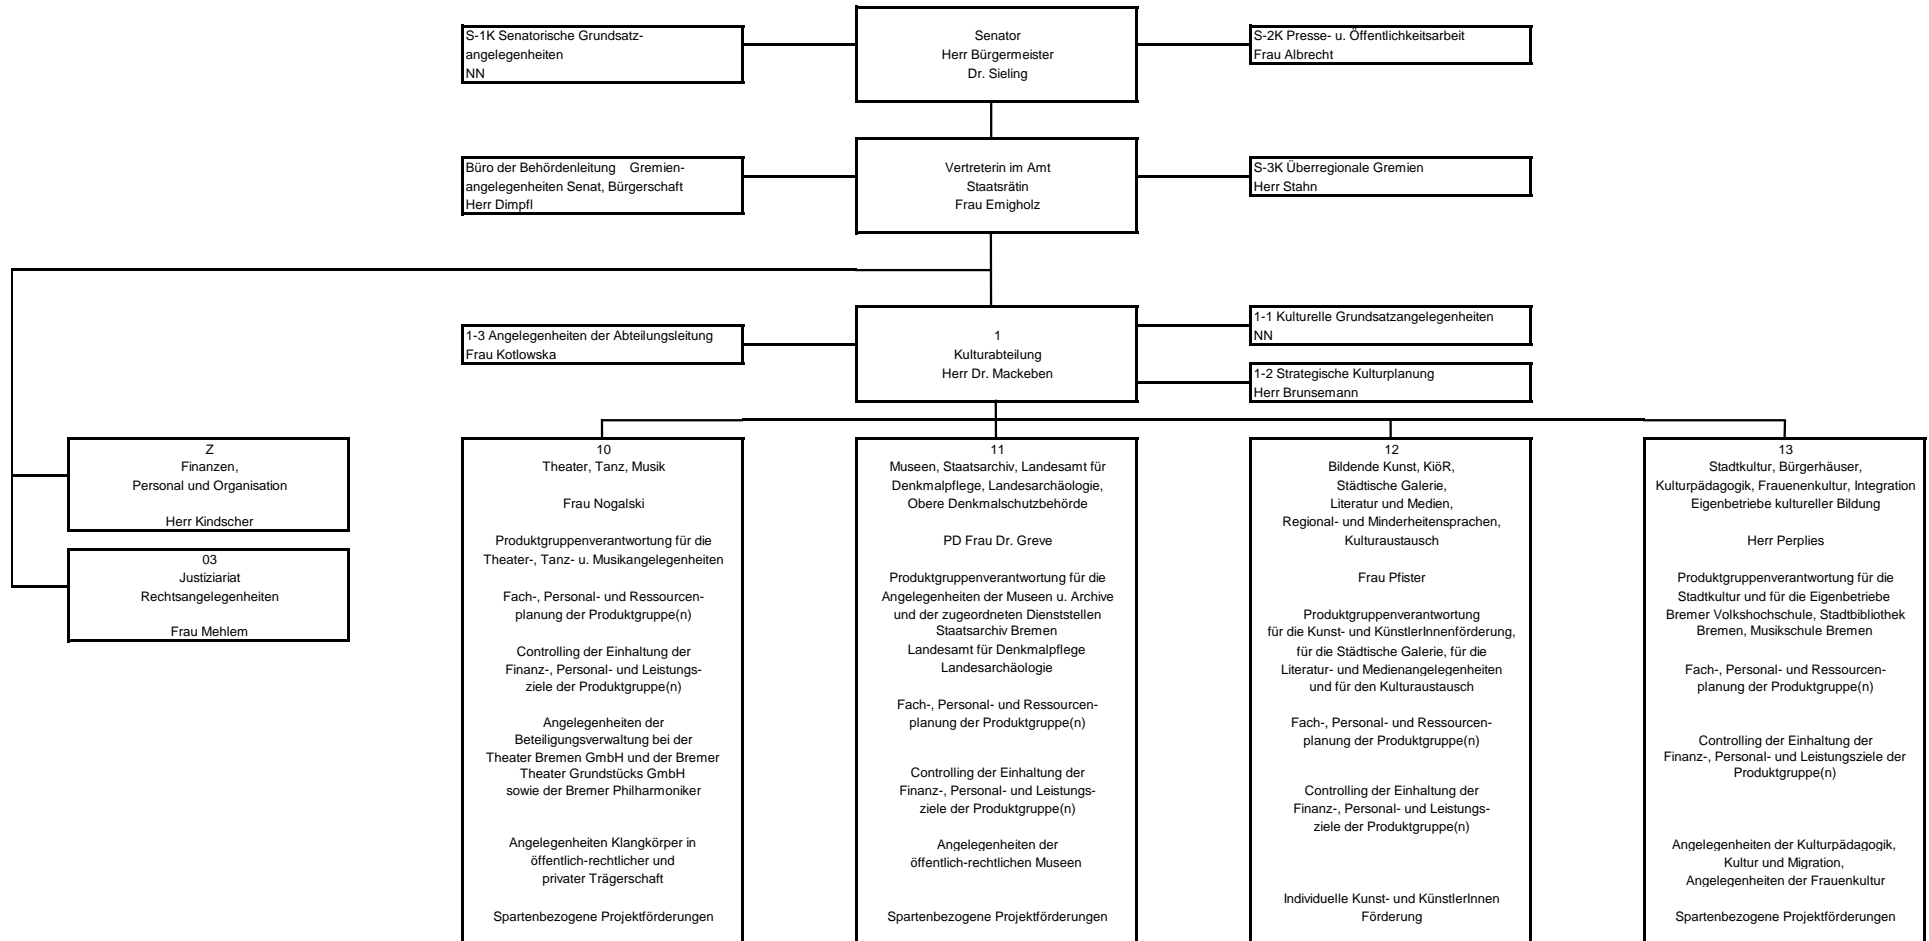 S-1K Senatorische Grundsatz-
angelegenheiten
NN
Senator
Herr Bürgermeister
Dr. Sieling
S-2K Presse- u. Öffentlichkeitsarbeit
Frau Albrecht
Büro der Behördenleitung Gremien-
angelegenheiten Senat, Bürgerschaft
Herr Dimpfl
Vertreterin im Amt
Staatsrätin
Frau Emigholz
S-3K Überregionale Gremien
Herr Stahn
1-3 Angelegenheiten der Abteilungsleitung
Frau Kotlowska
1
Kulturabteilung
Herr Dr. Mackeben
1-1 Kulturelle Grundsatzangelegenheiten
NN
1-2 Strategische Kulturplanung
Herr Brunsemann
Z
Finanzen,
Personal und Organisation
Herr Kindscher
03
Justiziariat
Rechtsangelegenheiten
Frau Mehlem
10
Theater, Tanz, Musik
Frau Nogalski
Produktgruppenverantwortung für die
Theater-, Tanz- u. Musikangelegenheiten
Fach-, Personal- und Ressourcen-
planung der Produktgruppe(n)
Controlling der Einhaltung der
Finanz-, Personal- und Leistungs-
ziele der Produktgruppe(n)
Angelegenheiten der
Beteiligungsverwaltung bei der
Theater Bremen GmbH und der Bremer
Theater Grundstücks GmbH
sowie der Bremer Philharmoniker
Angelegenheiten Klangkörper in
öffentlich-rechtlicher und
privater Trägerschaft
Spartenbezogene Projektförderungen
11
Museen, Staatsarchiv, Landesamt für
Denkmalpflege, Landesarchäologie,
Obere Denkmalschutzbehörde
PD Frau Dr. Greve
Produktgruppenverantwortung für die
Angelegenheiten der Museen u. Archive
und der zugeordneten Dienststellen
Staatsarchiv Bremen
Landesamt für Denkmalpflege
Landesarchäologie
Fach-, Personal- und Ressourcen-
planung der Produktgruppe(n)
Controlling der Einhaltung der
Finanz-, Personal- und Leistungs-
ziele der Produktgruppe(n)
Angelegenheiten der
öffentlich-rechtlichen Museen
Spartenbezogene Projektförderungen
12
Bildende Kunst, KiöR,
Städtische Galerie,
Literatur und Medien,
Regional- und Minderheitensprachen,
Kulturaustausch
Frau Pfister
Produktgruppenverantwortung
für die Kunst- und KünstlerInnenförderung,
für die Städtische Galerie, für die
Literatur- und Medienangelegenheiten
und für den Kulturaustausch
Fach-, Personal- und Ressourcen-
planung der Produktgruppe(n)
Controlling der Einhaltung der
Finanz-, Personal- und Leistungs-
ziele der Produktgruppe(n)
Individuelle Kunst- und KünstlerInnen
Förderung
13
Stadtkultur, Bürgerhäuser,
Kulturpädagogik, Frauenkultur, Integration
Eigenbetriebe kultureller Bildung
Herr Perplies
Produktgruppenverantwortung für die
Stadtkultur und für die Eigenbetriebe
Bremer Volkshochschule, Stadtbibliothek
Bremen, Musikschule Bremen
Fach-, Personal- und Ressourcen-
planung der Produktgruppe(n)
Controlling der Einhaltung der
Finanz-, Personal- und Leistungsziele der
Produktgruppe(n)
Angelegenheiten der Kulturpädagogik,
Kultur und Migration,
Angelegenheiten der Frauenkultur
Spartenbezogene Projektförderungen